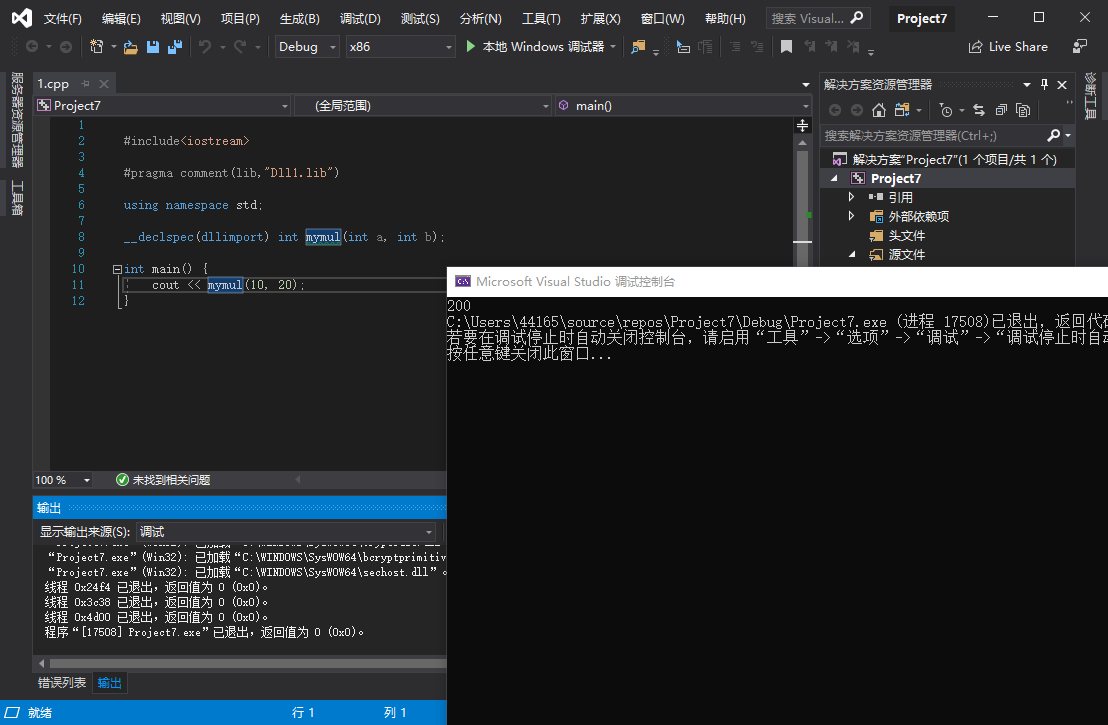 文件(F) 编辑(E) 视图(V) 项目(P) 生成(B) 调试(D) 测试(S) 分析(N) 工具(T) 扩展(X) 窗口(W) 帮助(H) 搜索 Visual... Project7
Debug x86 本地 Windows 调试器 Live Share
服务器资源管理器
工具箱
1.cpp
Project7 (全局范围) main()
1
2 #include<iostream>
3
4 #pragma comment(lib,"Dll1.lib")
5
6 using namespace std;
7
8 __declspec(dllimport) int mymul(int a, int b);
9
10 int main() {
11 cout << mymul(10, 20);
12 }
100 % 未找到相关问题
解决方案资源管理器
搜索解决方案资源管理器(Ctrl+;)
解决方案"Project7"(1 个项目/共 1 个)
Project7
引用
外部依赖项
头文件
源文件
诊断工具
Microsoft Visual Studio 调试控制台
200
C:\Users\44165\source\repos\Project7\Debug\Project7.exe (进程 17508)已退出，返回代
若要在调试停止时自动关闭控制台，请启用“工具”->“选项”->“调试”->“调试停止时自
按任意键关闭此窗口...
输出
显示输出来源(S): 调试
“Project7.exe”(Win32): 已加载“C:\WINDOWS\SysWOW64\bcryptprimitiv
“Project7.exe”(Win32): 已加载“C:\WINDOWS\SysWOW64\sechost.dll”。
线程 0x24f4 已退出，返回值为 0 (0x0)。
线程 0x3c38 已退出，返回值为 0 (0x0)。
线程 0x4d00 已退出，返回值为 0 (0x0)。
程序“[17508] Project7.exe”已退出，返回值为 0 (0x0)。
错误列表 输出
就绪 行 1 列 1